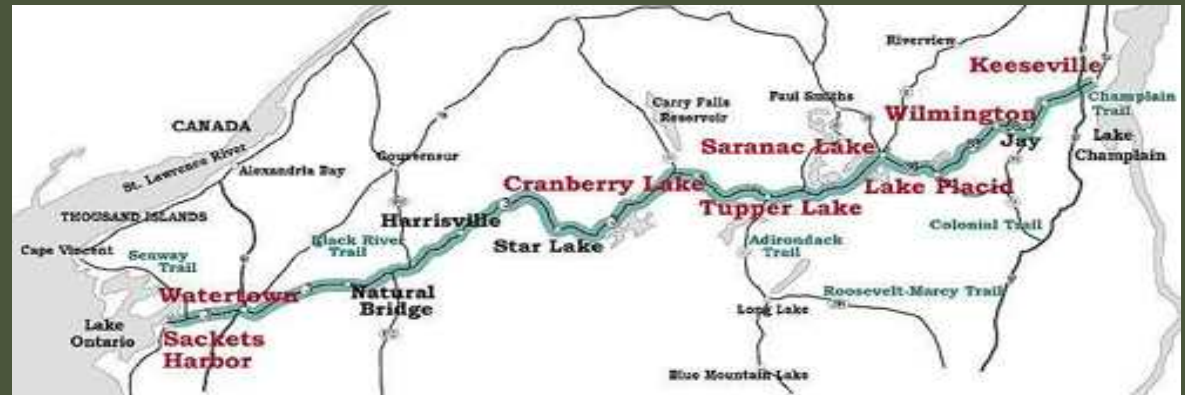 Riverview
Keeseville
Carry Falls
Reservoir
Paul Smiths
Champlain
Trail
CANADA
Wilmington
Jay
Lake
Champlain
St. Lawrence River
Alexandria Bay
Gouverneur
Saranac Lake
Cranberry Lake
Lake Placid
THOUSAND ISLANDS
Harrisville
Tupper Lake
Cape Vincent
Seaway
Trail
Black River
Trail
Star Lake
Adirondack
Trail
Colonial Trail
Watertown
Natural
Bridge
Roosevelt-Marcy Trail
Long Lake
Lake
Ontario
Sackets
Harbor
Blue Mountain Lake